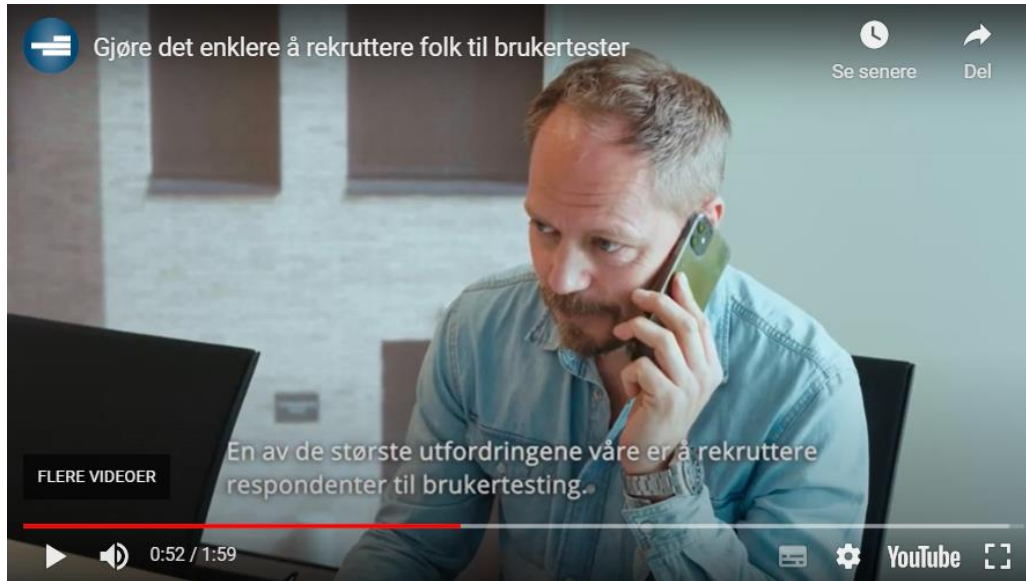 Gjøre det enklere å rekruttere folk til brukertester
Se senere
Del
En av de største utfordringene våre er å rekruttere
respondenter til brukertesting.
FLERE VIDEOER
0:52 / 1:59
YouTube